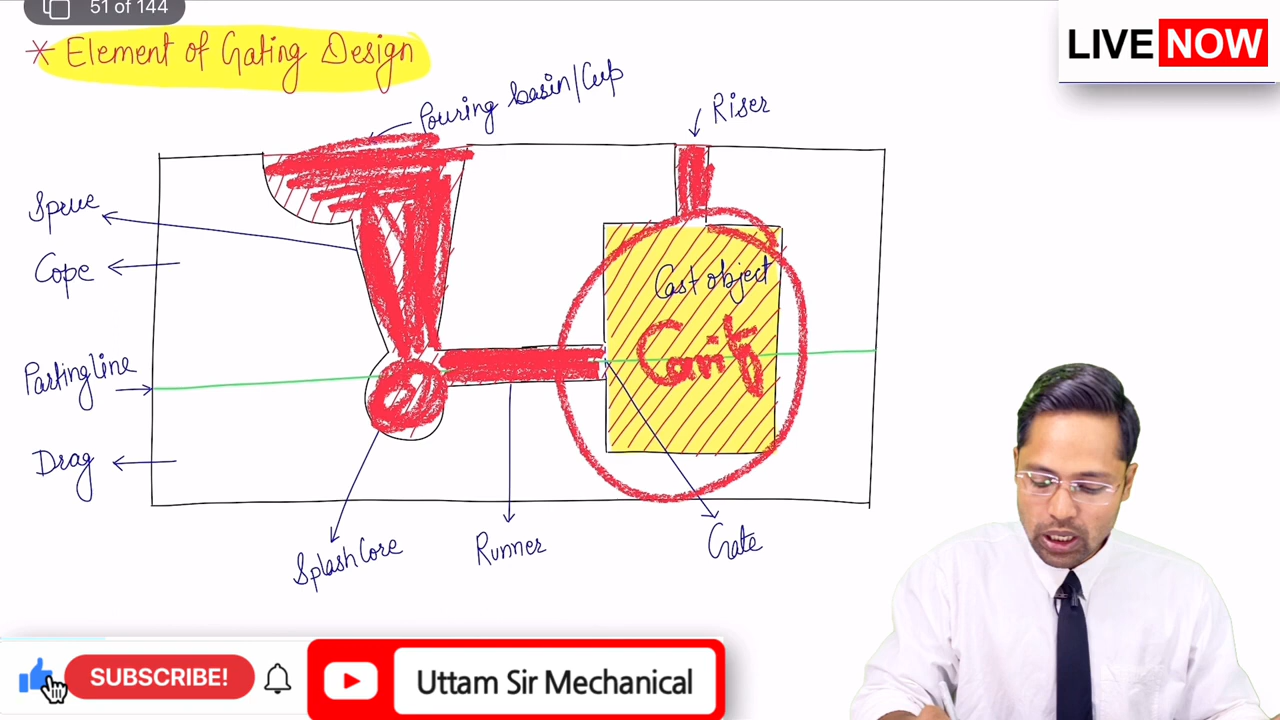 51 of 144
* Element of Gating Design
LIVE NOW
Pouring basin/Cup
Riser
Sprue
Cope
Cast object
Cavity
Parting line
Drag
Splash Core
Runner
Gate
SUBSCRIBE!
Uttam Sir Mechanical